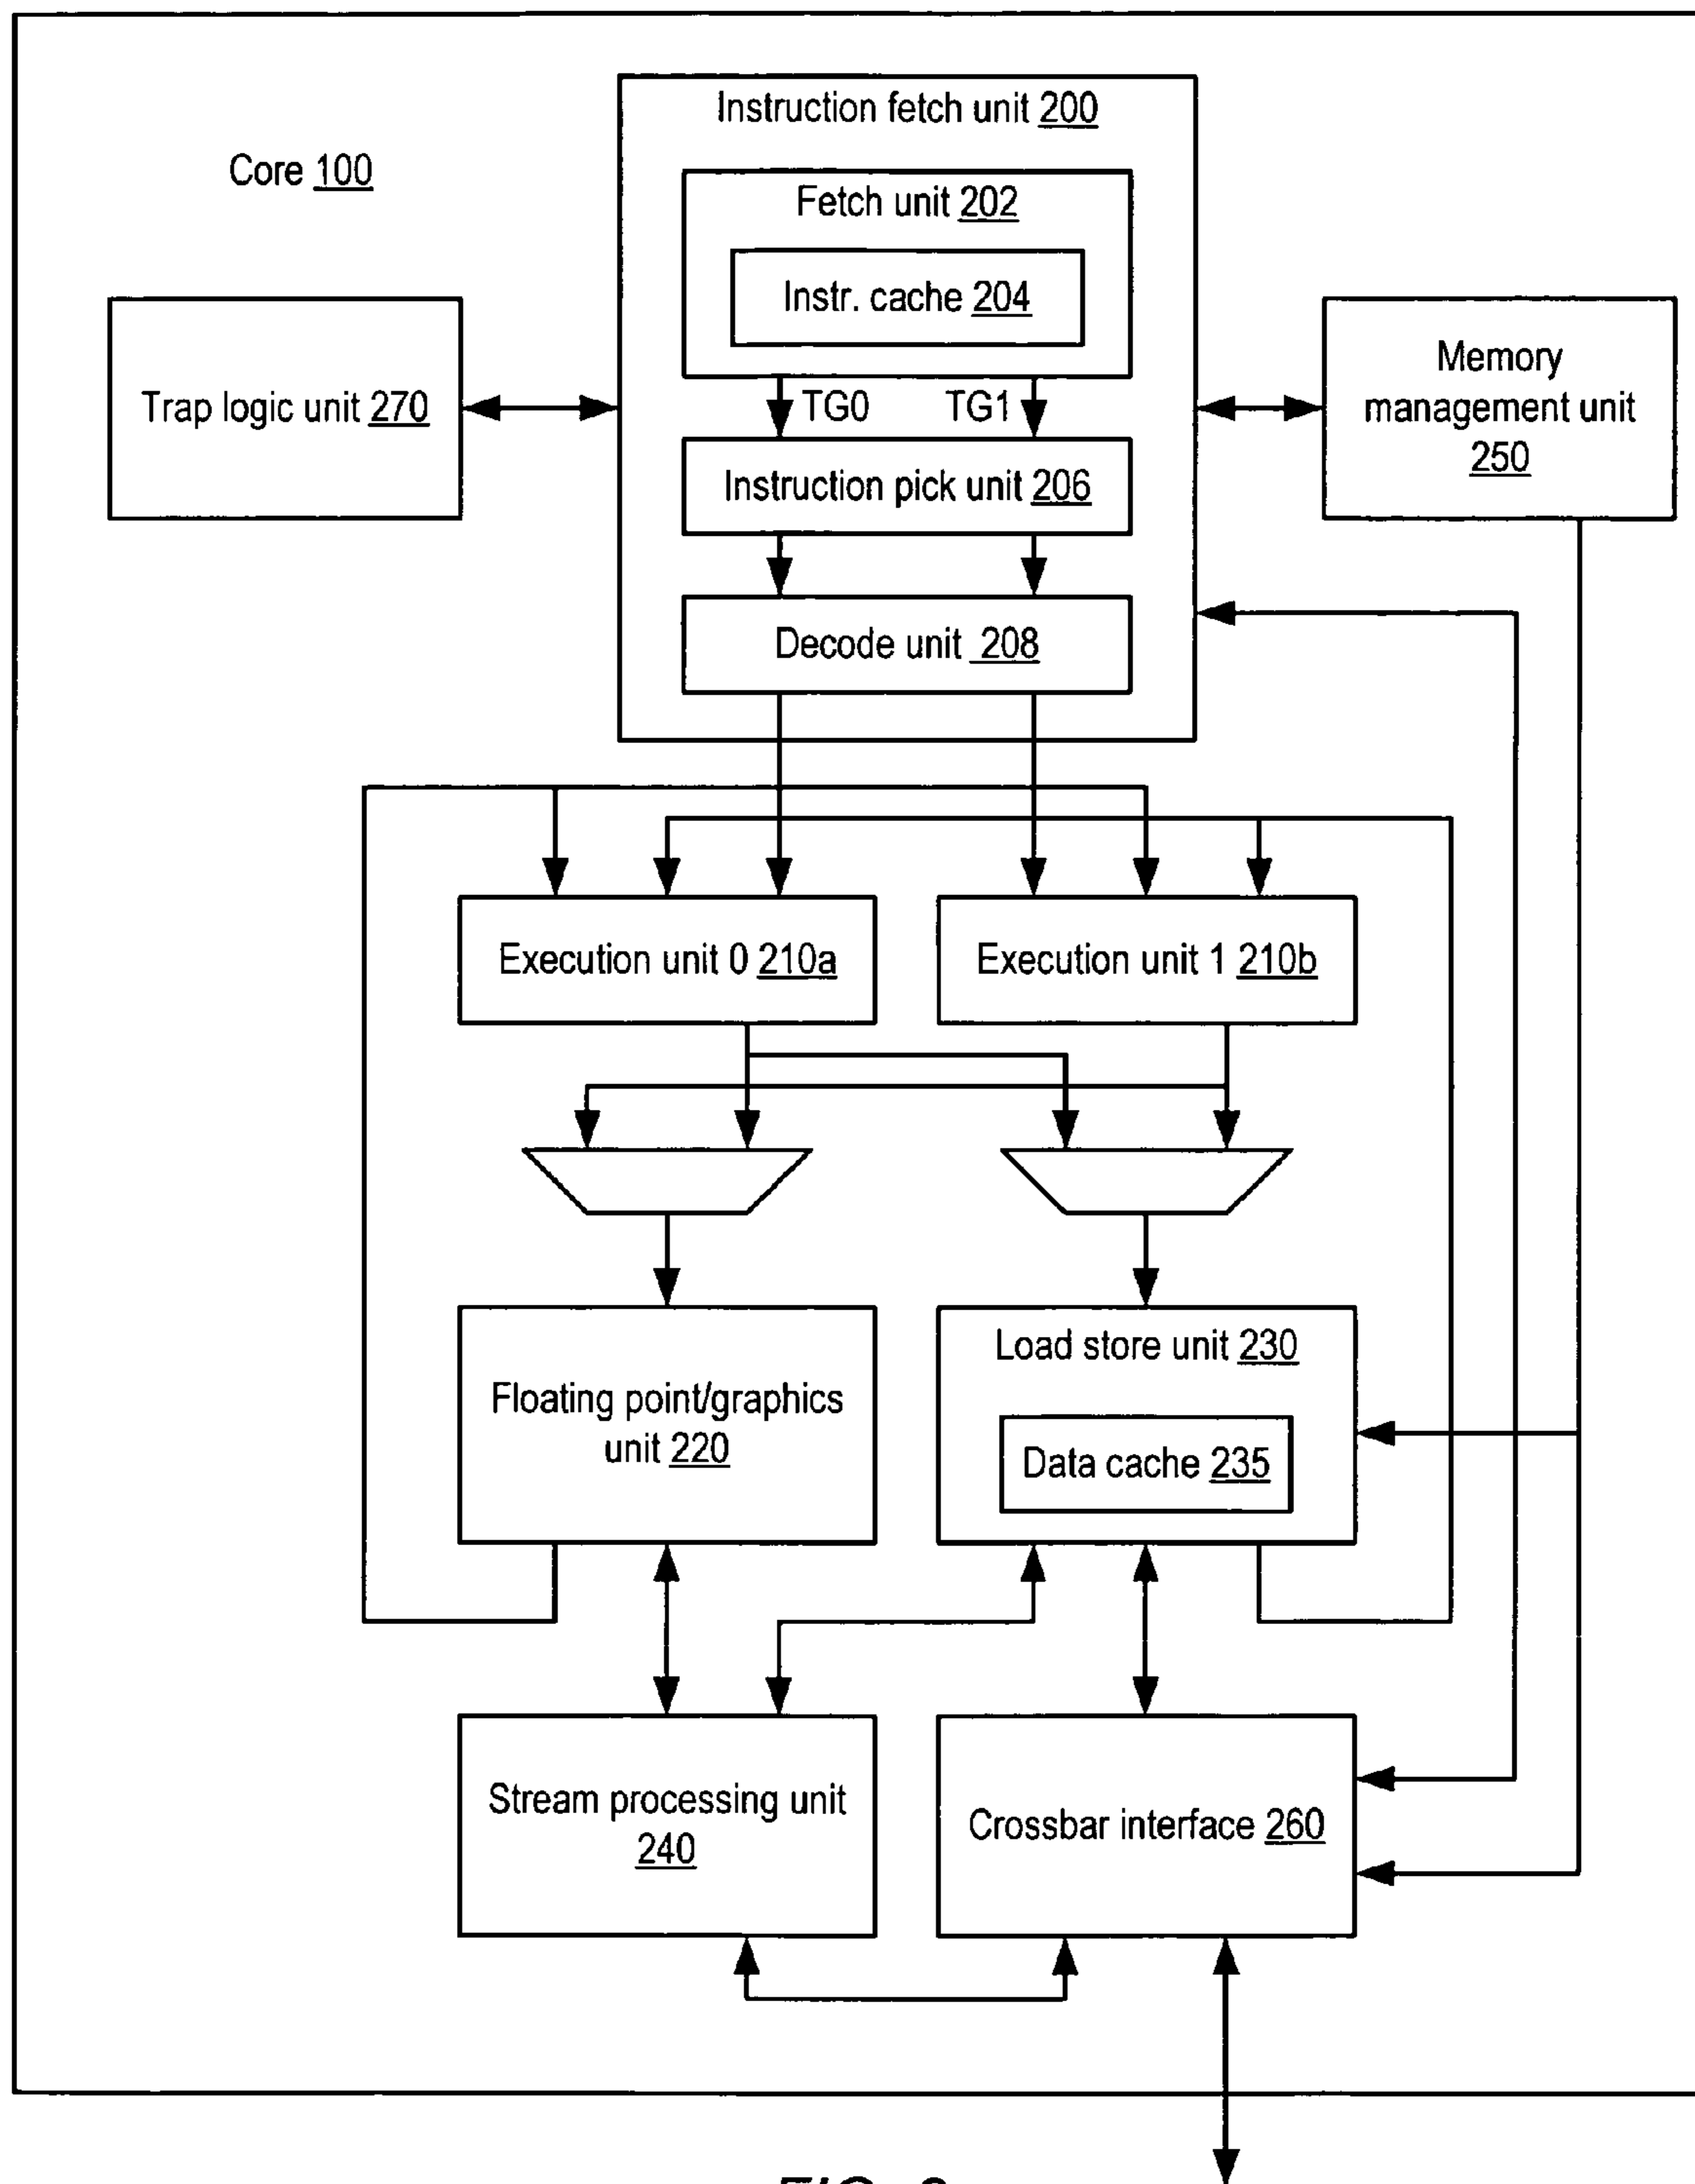 Instruction fetch unit 200
Core 100
Fetch unit 202
Instr. cache 204
Trap logic unit 270
TG0
TG1
Memory
management unit
250
Instruction pick unit 206
Decode unit 208
Execution unit 0 210a
Execution unit 1 210b
Load store unit 230
Floating point/graphics
unit 220
Data cache 235
Stream processing unit
240
Crossbar interface 260